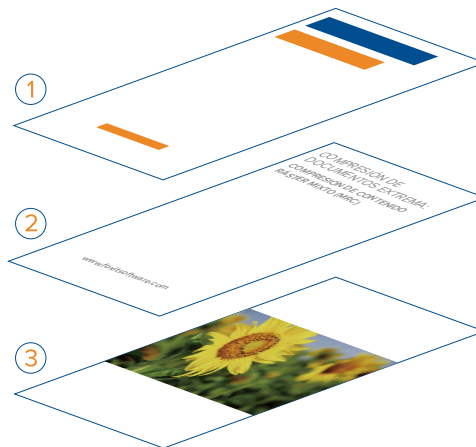 1
2
COMPRESIÓN DE
DOCUMENTOS EXTREMA:
COMPRESIÓN DE CONTENIDO
RÁSTER MIXTO (MRC)
www.foxitsoftware.com
3